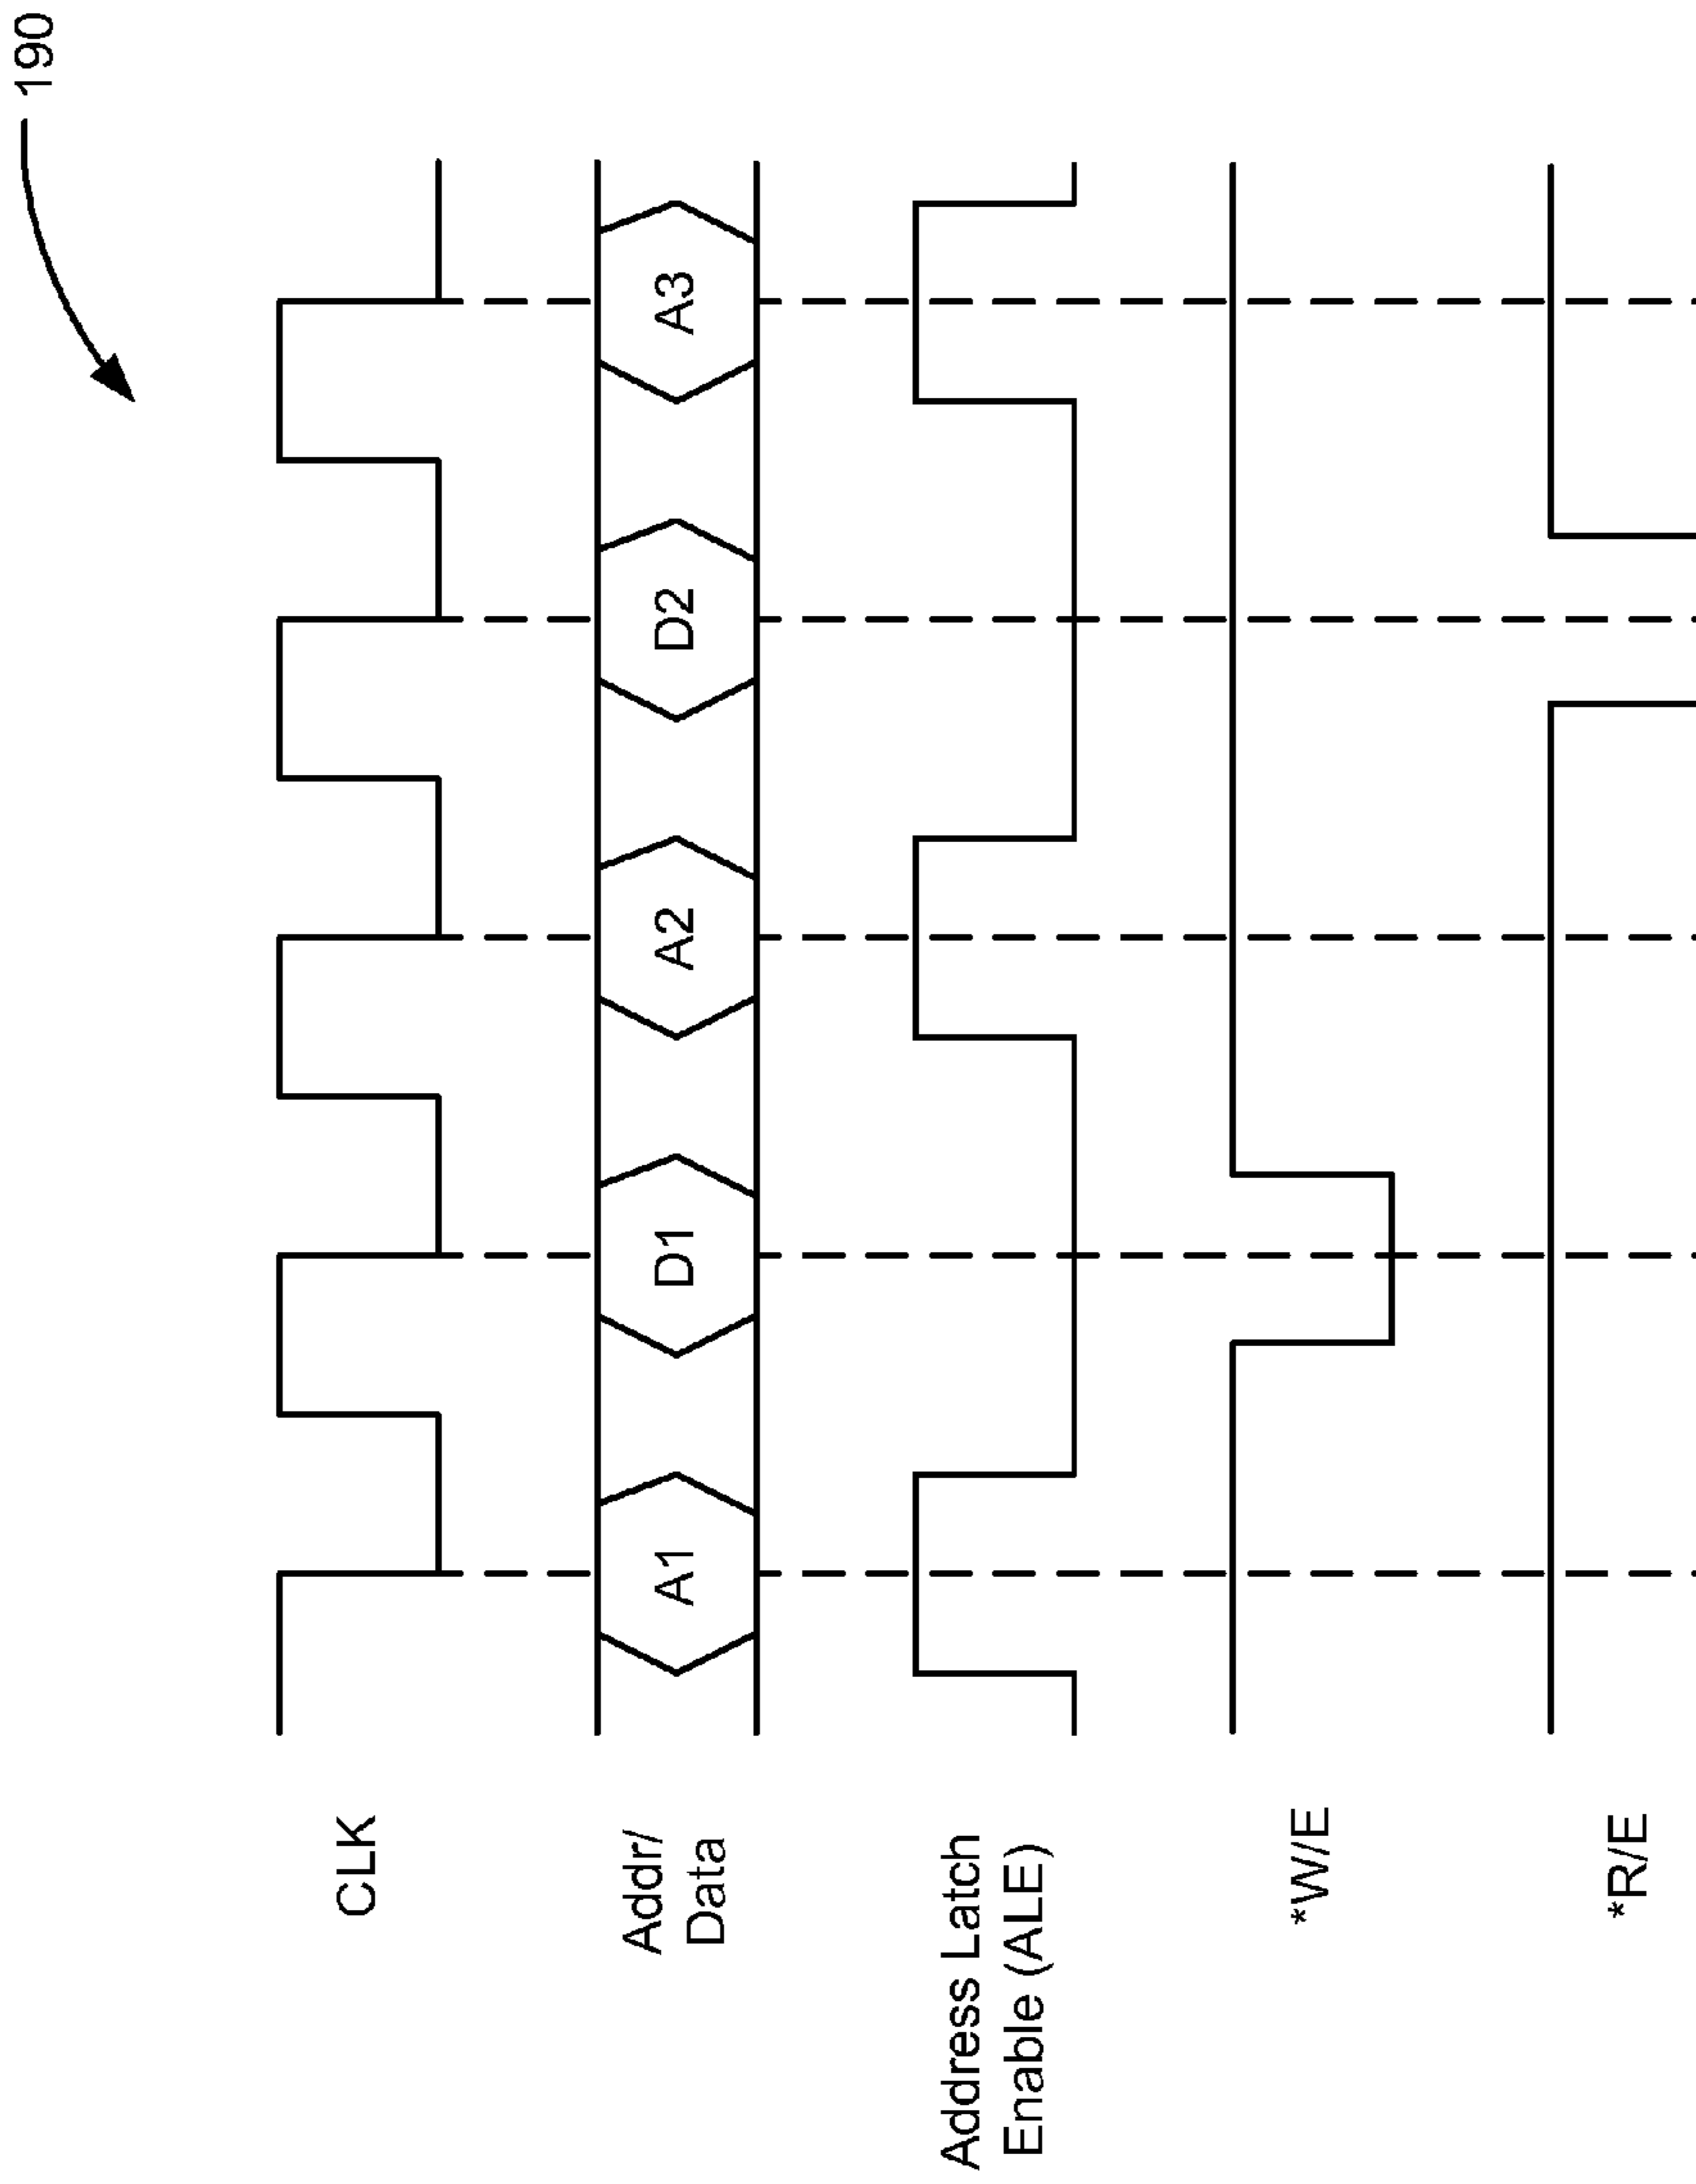 190
CLK
Addr/
Data
A1
D1
A2
D2
A3
Address Latch
Enable (ALE)
*W/E
*R/E